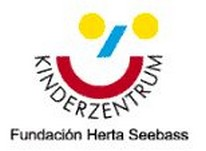 KINDERZENTRUM
Fundación Herta Seebass